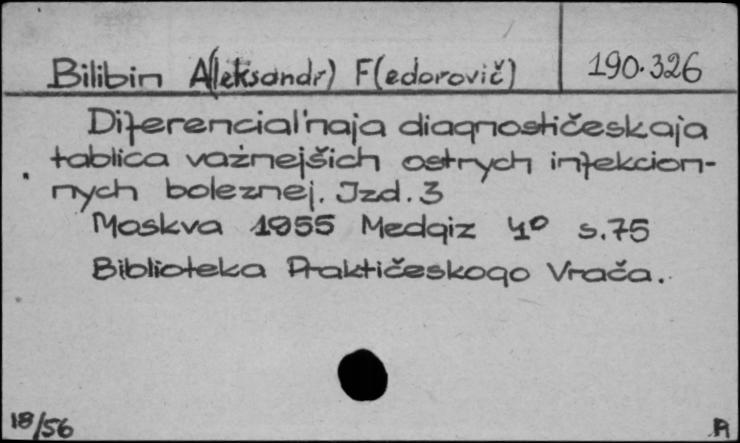 Bilibin A(leksandr) F(edorovič) 190.326
Diferencial'naja diagnostičeskaja
tablica važnejšich ostrych infekcion-
nych boleznej. Izd. 3
Moskva 1955 Medgiz 4° s.75
Biblioteka Praktičeskogo Vrača.
18/56
A